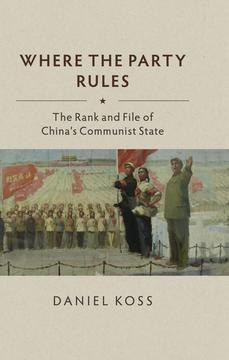 WHERE THE PARTY
RULES
The Rank and File of
China's Communist State
DANIEL KOSS